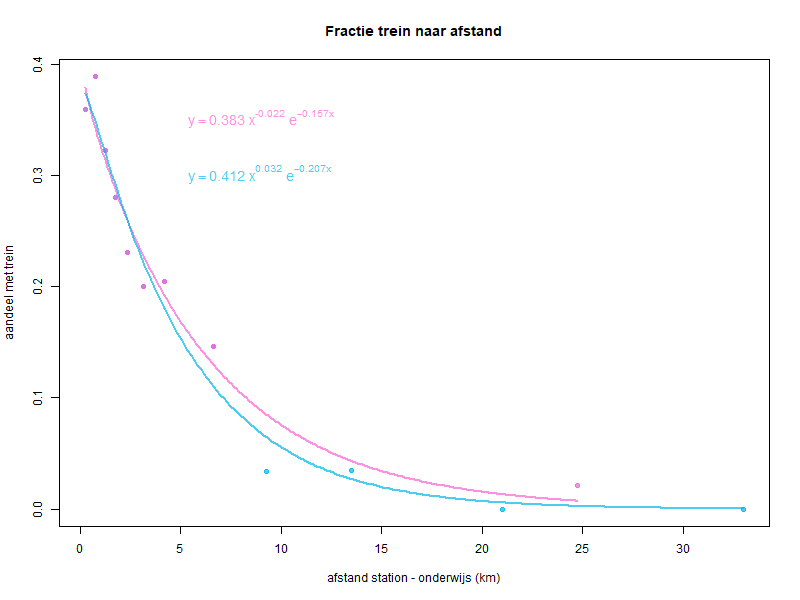 Fractie trein naar afstand
y = 0.383 x^-0.022 e^-0.157x
y = 0.412 x^0.032 e^-0.207x
aandeel met trein
0.4
0.3
0.2
0.1
0.0
0 5 10 15 20 25 30
afstand station - onderwijs (km)